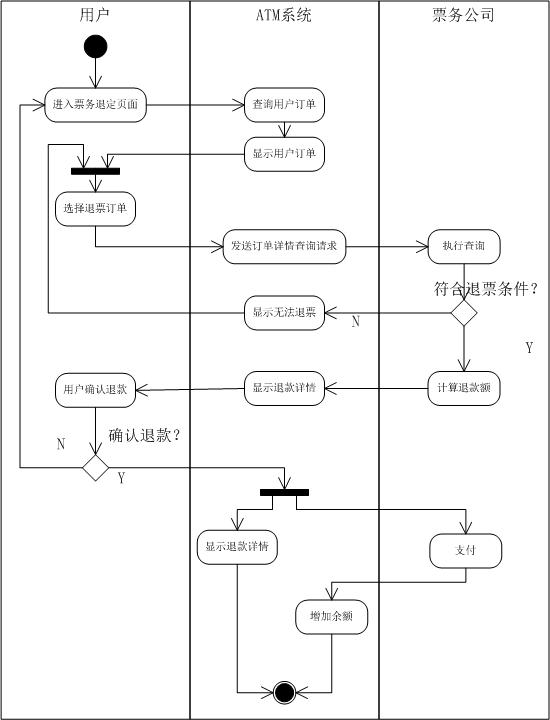 用户
ATM系统
票务公司
进入票务退定页面
查询用户订单
显示用户订单
选择退票订单
发送订单详情查询请求
执行查询
符合退票条件?
显示无法退票
N
Y
用户确认退款
显示退款详情
计算退款额
确认退款?
N
Y
显示退款详情
支付
增加余额